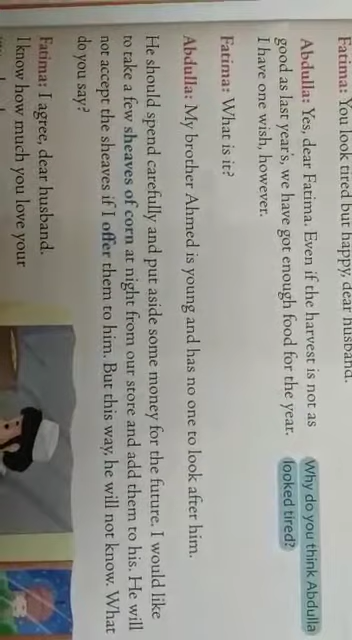 Fatima: You look tired but happy, dear husband.
Abdulla: Yes, dear Fatima. Even if the harvest is not as
good as last year's, we have got enough food for the year.
I have one wish, however.
Why do you think Abdulla
looked tired?
Fatima: What is it?
Abdulla: My brother Ahmed is young and has no one to look after him.
He should spend carefully and put aside some money for the future. I would like
to take a few sheaves of corn at night from our store and add them to his. He will
not accept the sheaves if I offer them to him. But this way, he will not know. What
do you say?
Fatima: I agree, dear husband.
I know how much you love your